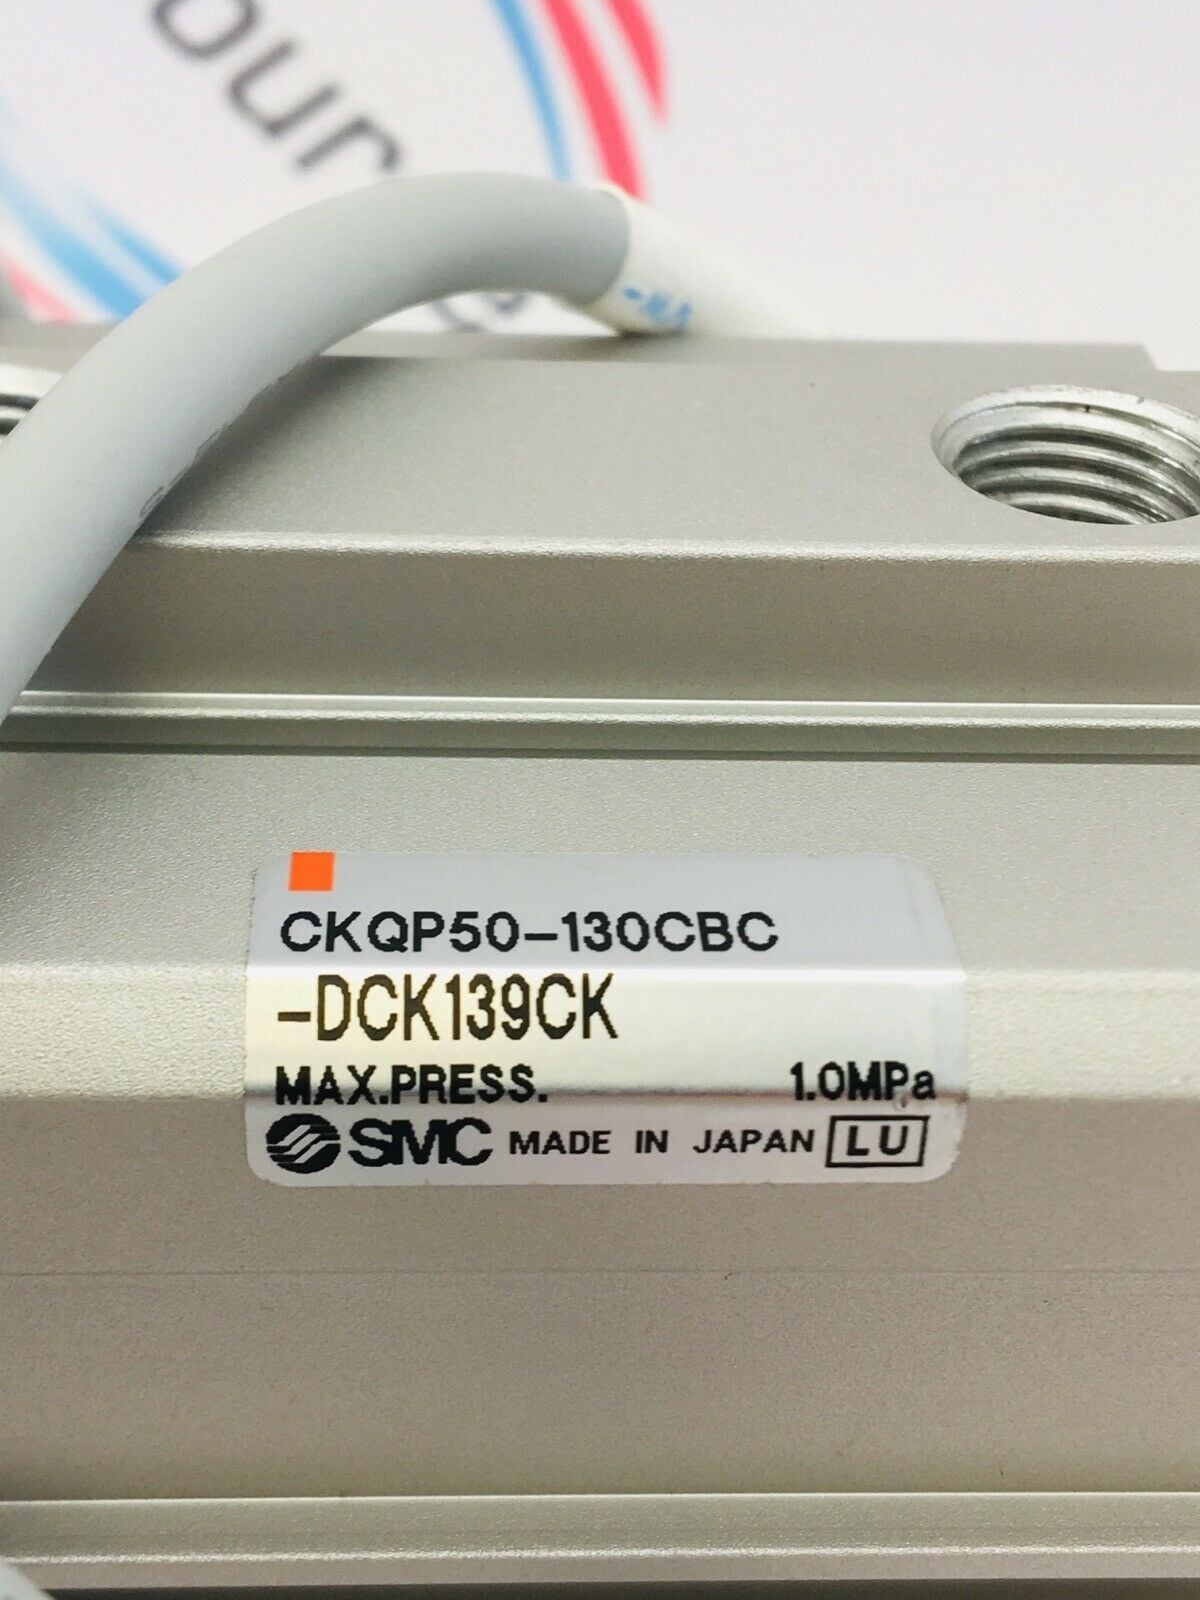 CKQP50-130CBC
-DCK139CK
MAX.PRESS. 1.0MPa
SMC MADE IN JAPAN LU